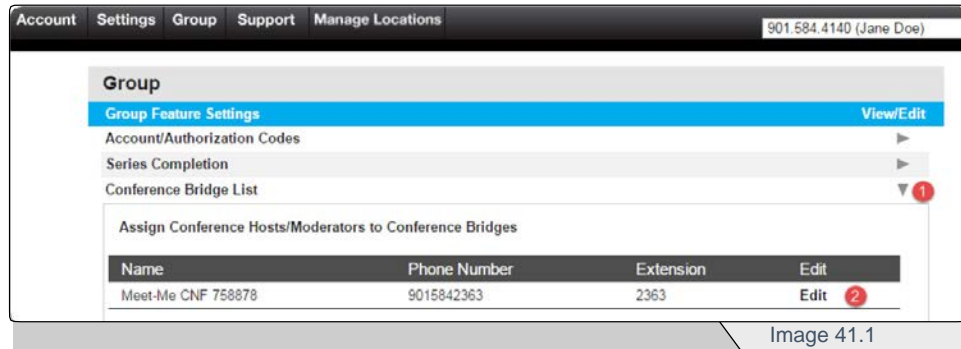 Account Settings Group Support Manage Locations
901.584.4140 (Jane Doe)
Group
Group Feature Settings View/Edit
Account/Authorization Codes
Series Completion
Conference Bridge List 1
Assign Conference Hosts/Moderators to Conference Bridges
Name Phone Number Extension Edit
Meet-Me CNF 758878 9015842363 2363 Edit 2
Image 41.1